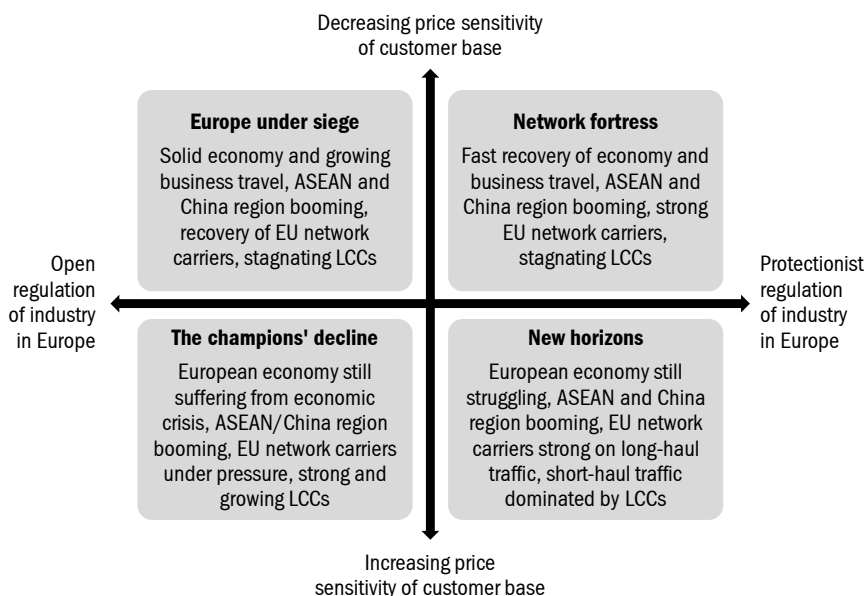 Decreasing price sensitivity
of customer base
Europe under siege
Solid economy and growing
business travel, ASEAN and
China region booming,
recovery of EU network
carriers, stagnating LCCs
Network fortress
Fast recovery of economy and
business travel, ASEAN and
China region booming, strong
EU network carriers,
stagnating LCCs
Open
regulation
of industry
in Europe
Protectionist
regulation
of industry
in Europe
The champions' decline
European economy still
suffering from economic
crisis, ASEAN/China region
booming, EU network carriers
under pressure, strong and
growing LCCs
New horizons
European economy still
struggling, ASEAN and China
region booming, EU network
carriers strong on long-haul
traffic, short-haul traffic
dominated by LCCs
Increasing price
sensitivity of customer base